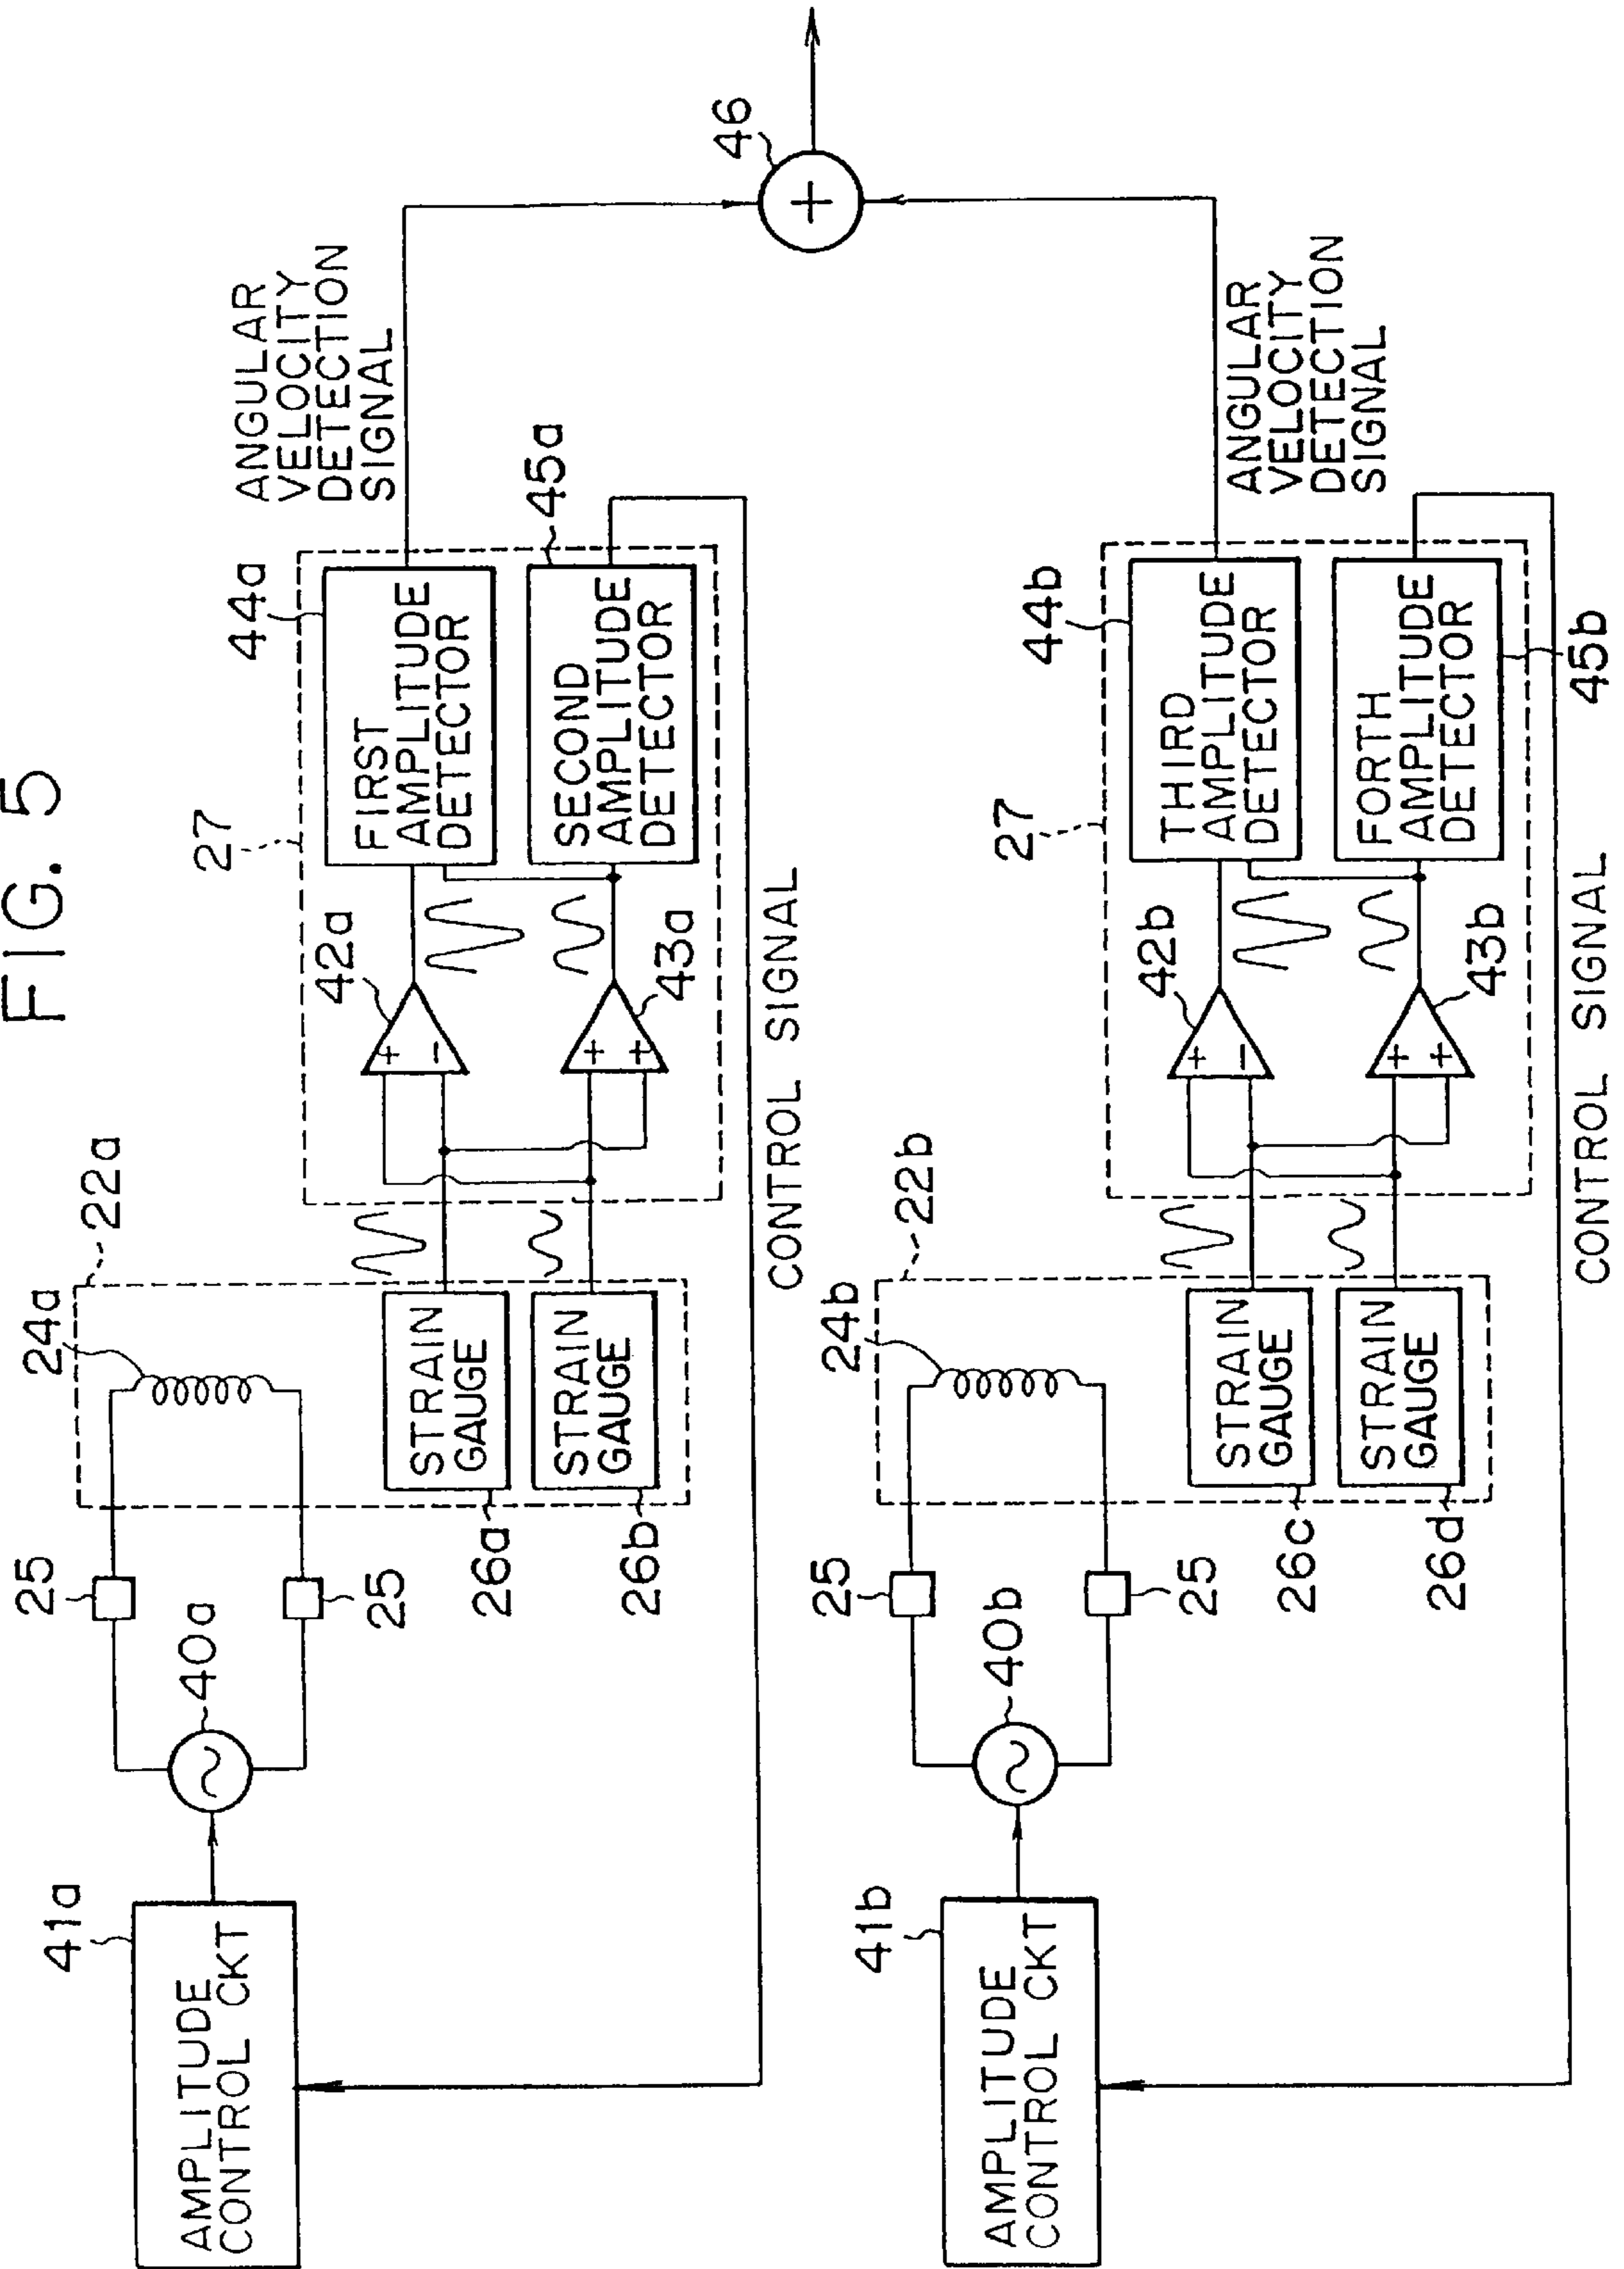 FIG. 5
41a
AMPLITUDE
CONTROL CKT
40a
25
25
24a
22a
STRAIN
GAUGE
26a
STRAIN
GAUGE
26b
27
42a
+
−
43a
+
+
44a
FIRST
AMPLITUDE
DETECTOR
45a
SECOND
AMPLITUDE
DETECTOR
ANGULAR
VELOCITY
DETECTION
SIGNAL
CONTROL SIGNAL
46
+
41b
AMPLITUDE
CONTROL CKT
40b
25
25
24b
22b
STRAIN
GAUGE
26c
STRAIN
GAUGE
26d
27
42b
+
−
43b
+
+
44b
THIRD
AMPLITUDE
DETECTOR
FORTH
AMPLITUDE
DETECTOR
45b
ANGULAR
VELOCITY
DETECTION
SIGNAL
CONTROL SIGNAL